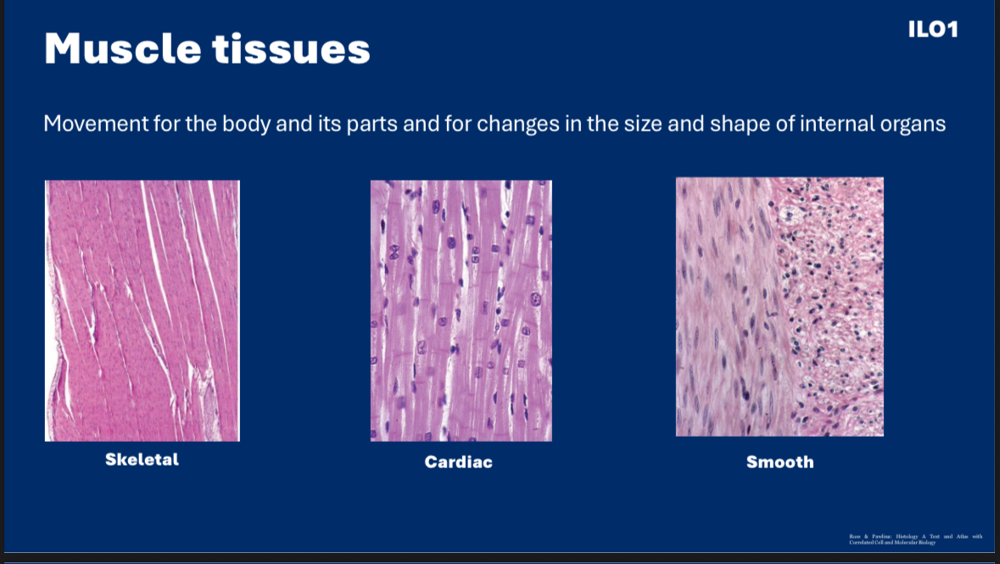 ILO1
Muscle tissues
Movement for the body and its parts and for changes in the size and shape of internal organs
Skeletal
Cardiac
Smooth
Ross & Pawlina: Histology A Text and Atlas with
Correlated Cell and Molecular Biology